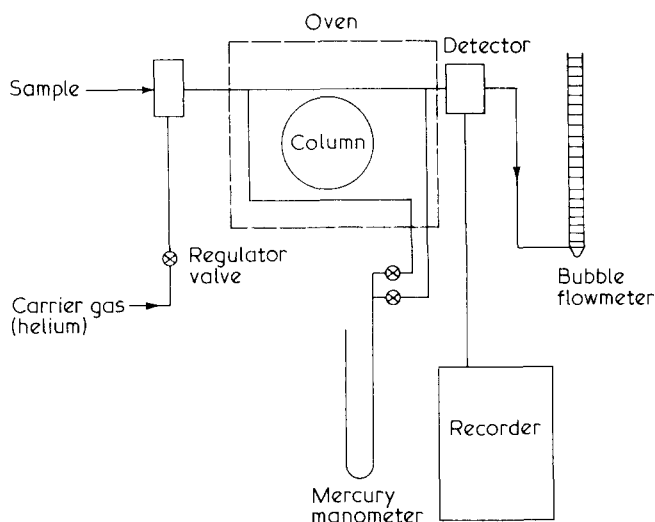 Oven
Detector
Sample
Column
Regulator
valve
Carrier gas
(helium)
Bubble
flowmeter
Recorder
Mercury
manometer